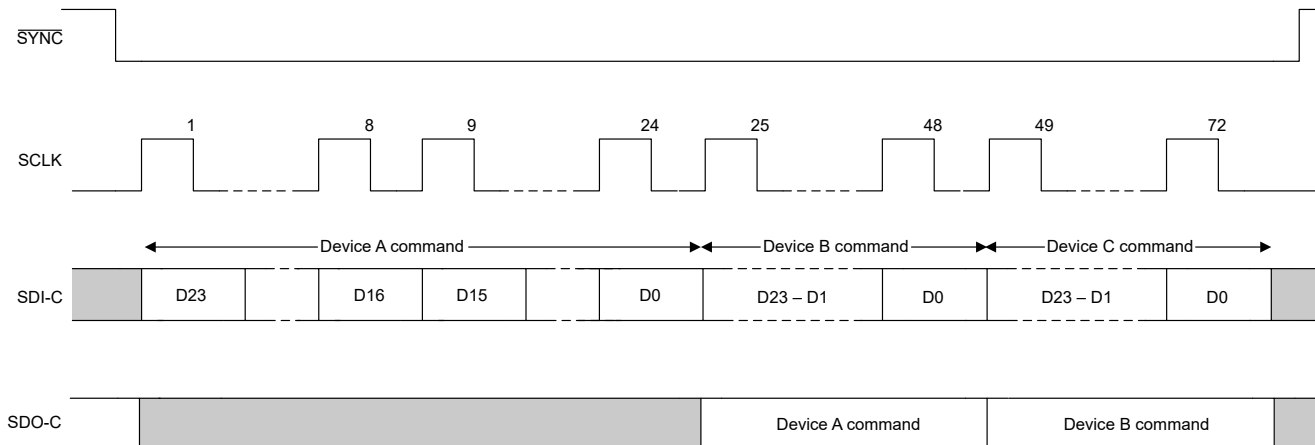 SYNC
1 8 9 24 25 48 49 72
SCLK
Device A command Device B command Device C command
SDI-C D23 D16 D15 D0 D23 – D1 D0 D23 – D1 D0
SDO-C Device A command Device B command